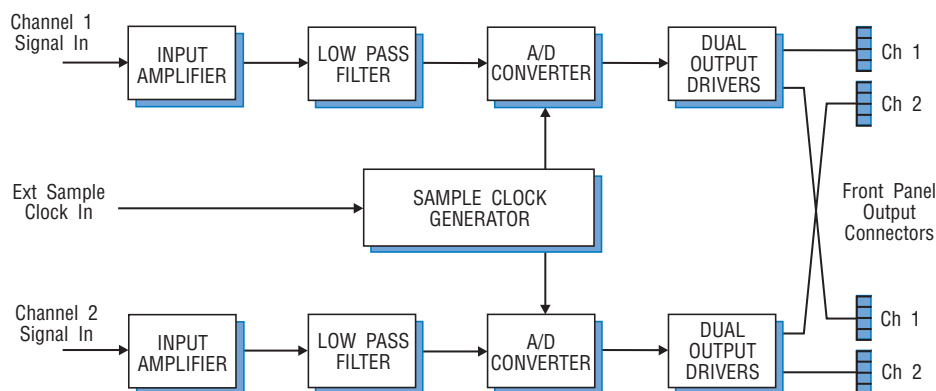 Channel 1
Signal In
INPUT
AMPLIFIER
LOW PASS
FILTER
A/D
CONVERTER
DUAL
OUTPUT
DRIVERS
Ch 1
Ch 2
Ext Sample
Clock In
SAMPLE CLOCK
GENERATOR
Front Panel
Output
Connectors
Channel 2
Signal In
INPUT
AMPLIFIER
LOW PASS
FILTER
A/D
CONVERTER
DUAL
OUTPUT
DRIVERS
Ch 1
Ch 2